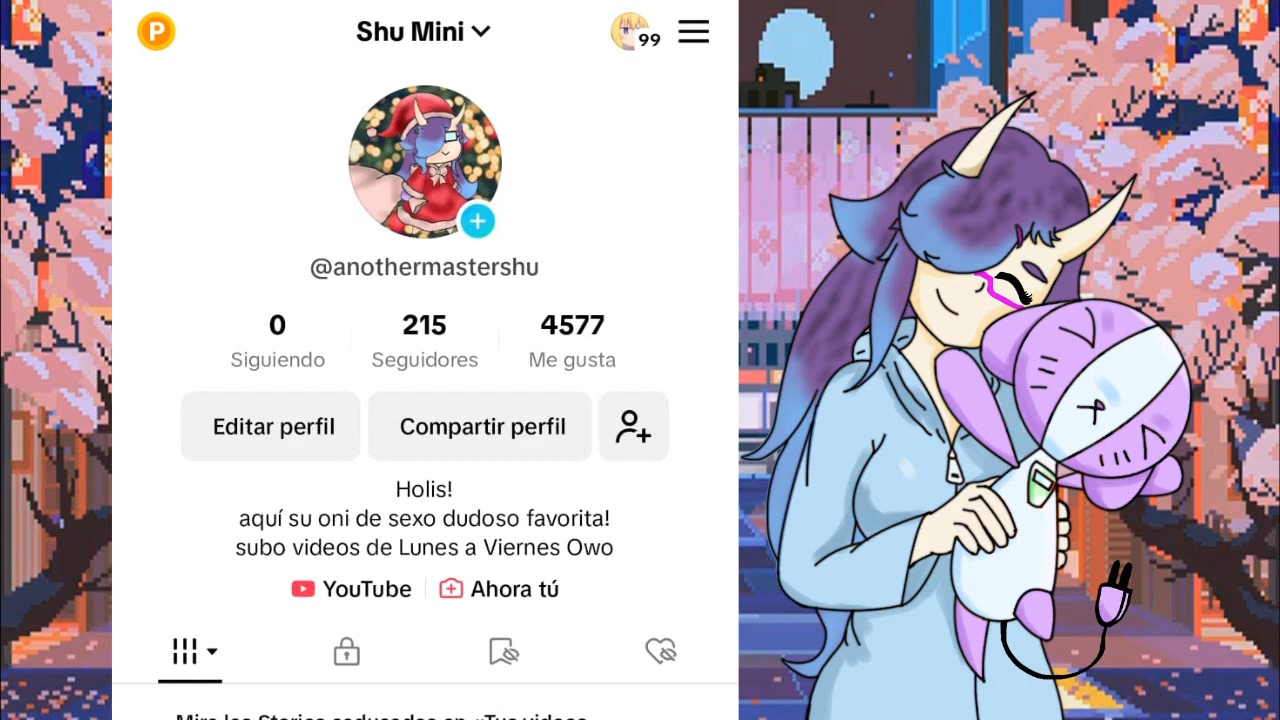 P
Shu Mini
99
@anothermastershu
0 215 4577
Siguiendo Seguidores Me gusta
Editar perfil Compartir perfil
Holis!
aquí su oni de sexo dudoso favorita!
subo videos de Lunes a Viernes Owo
YouTube Ahora tú